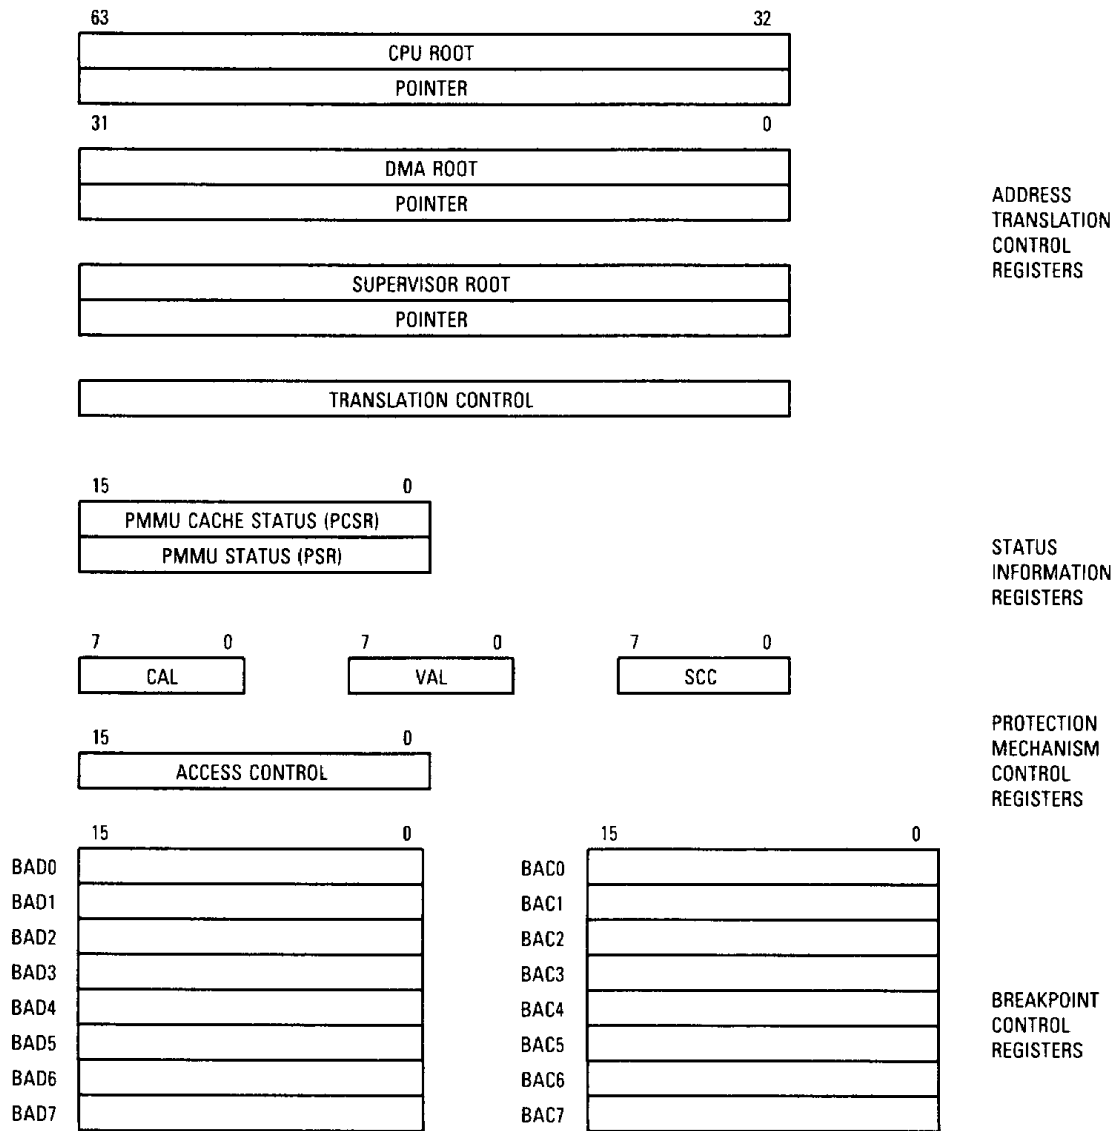 63 32
CPU ROOT
POINTER
31 0
DMA ROOT
POINTER
ADDRESS
TRANSLATION
CONTROL
REGISTERS
SUPERVISOR ROOT
POINTER
TRANSLATION CONTROL
15 0
PMMU CACHE STATUS (PCSR)
PMMU STATUS (PSR)
STATUS
INFORMATION
REGISTERS
7 0 7 0 7 0
CAL VAL SCC
15 0
ACCESS CONTROL
PROTECTION
MECHANISM
CONTROL
REGISTERS
15 0 15 0
BAD0 BAC0
BAD1 BAC1
BAD2 BAC2
BAD3 BAC3
BAD4 BAC4
BAD5 BAC5
BAD6 BAC6
BAD7 BAC7
BREAKPOINT
CONTROL
REGISTERS